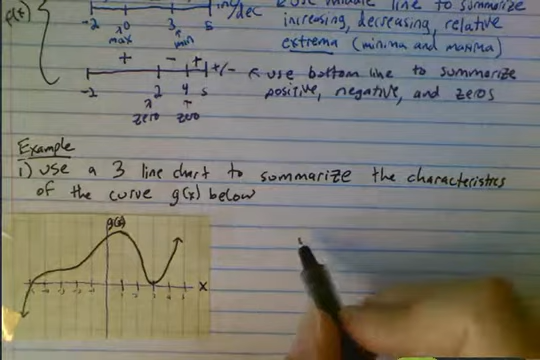 inc/dec
use middle line to summarize
f(x)
-2 0 3 5
increasing, decreasing, relative
max min
extrema (minima and maxima)
+ - + +/-
use bottom line to summarize
-2 2 4 5
positive, negative, and zeros
zero zero
Example
1) use a 3 line chart to summarize the characteristics
of the curve g(x) below
g(x)
x